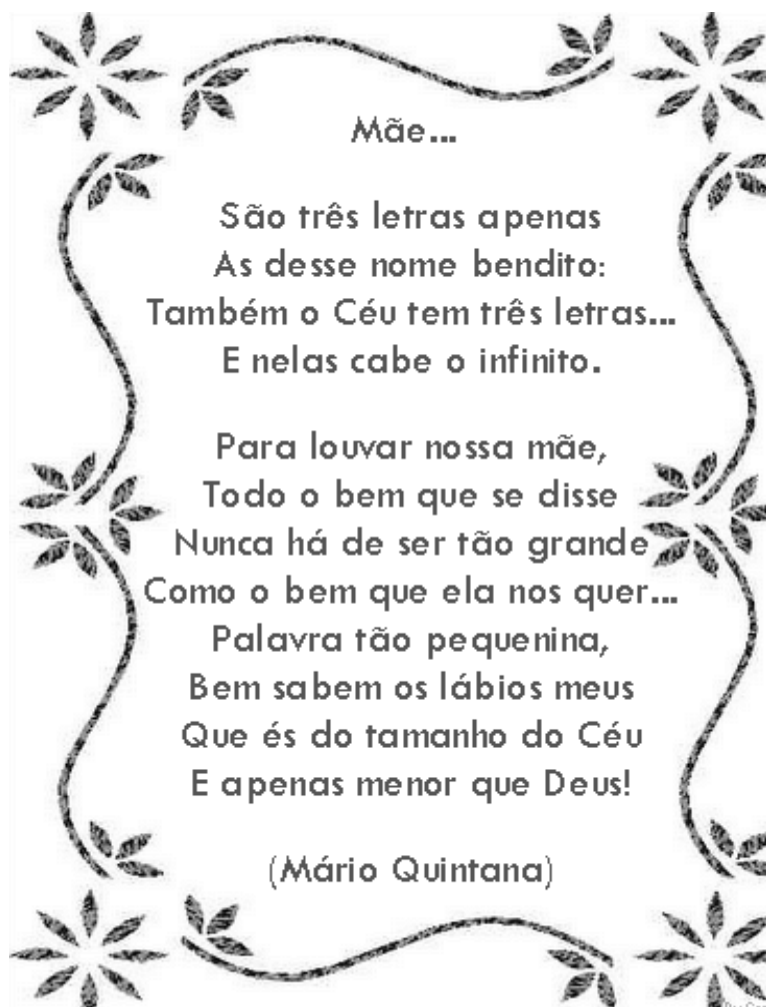 Mãe...
São três letras apenas
As desse nome bendito:
Também o Céu tem três letras...
E nelas cabe o infinito.
Para louvar nossa mãe,
Todo o bem que se disse
Nunca há de ser tão grande
Como o bem que ela nos quer...
Palavra tão pequenina,
Bem sabem os lábios meus
Que és do tamanho do Céu
E apenas menor que Deus!
(Mário Quintana)